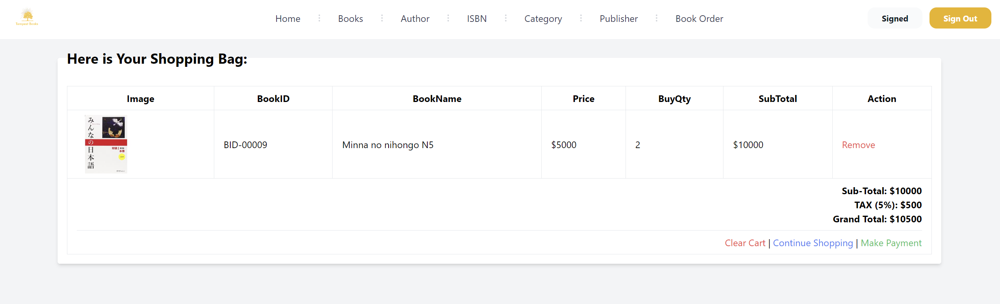 Tempest Books
Home
Books
Author
ISBN
Category
Publisher
Book Order
Signed
Sign Out
Here is Your Shopping Bag:
Image
BookID
BookName
Price
BuyQty
SubTotal
Action
みんなの日本語
初級 I 第2版
本冊
BID-00009
Minna no nihongo N5
$5000
2
$10000
Remove
Sub-Total: $10000
TAX (5%): $500
Grand Total: $10500
Clear Cart | Continue Shopping | Make Payment